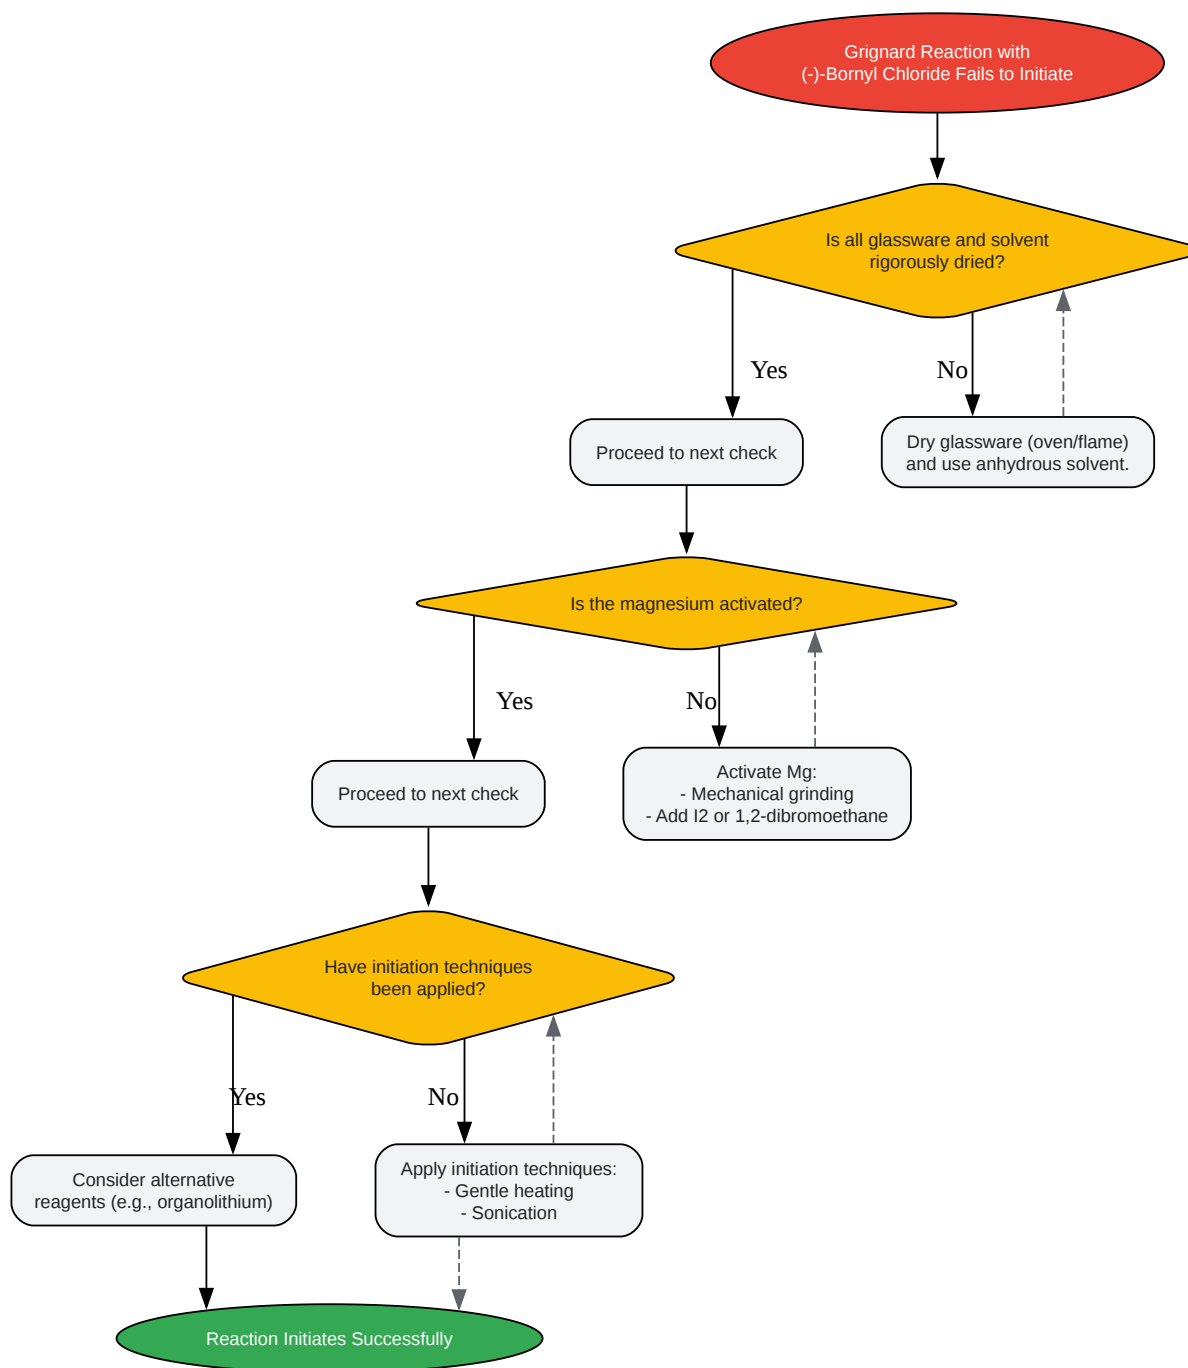 Grignard Reaction with
(-)-Bornyl Chloride Fails to Initiate
Is all glassware and solvent
rigorously dried?
Yes
No
Proceed to next check
Dry glassware (oven/flame)
and use anhydrous solvent.
Is the magnesium activated?
Yes
No
Proceed to next check
Activate Mg:
- Mechanical grinding
- Add I2 or 1,2-dibromoethane
Have initiation techniques
been applied?
Yes
No
Consider alternative
reagents (e.g., organolithium)
Apply initiation techniques:
- Gentle heating
- Sonication
Reaction Initiates Successfully